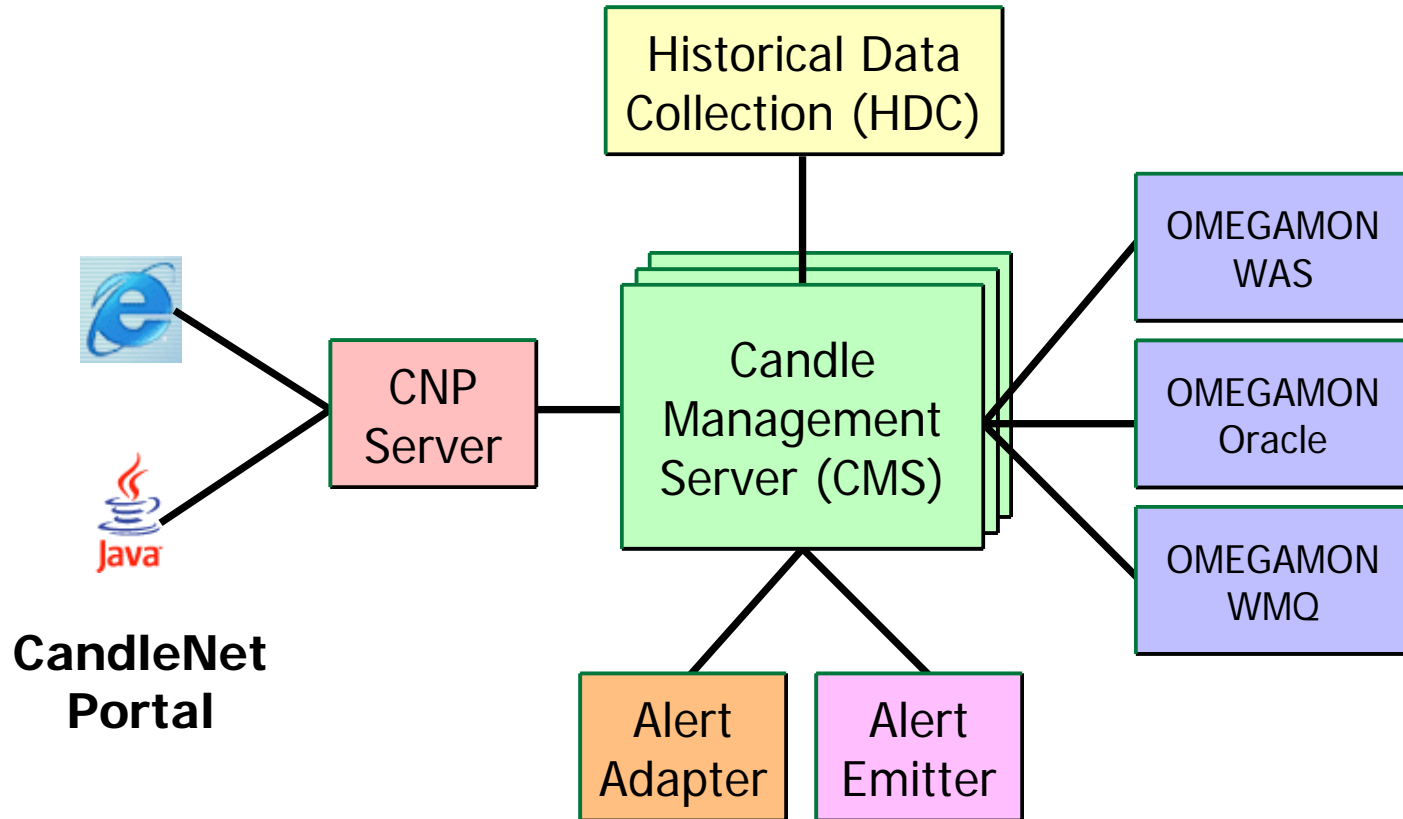 Historical Data
Collection (HDC)
OMEGAMON
WAS
CNP
Server
Candle
Management
Server (CMS)
OMEGAMON
Oracle
Java
OMEGAMON
WMQ
CandleNet
Portal
Alert
Adapter
Alert
Emitter